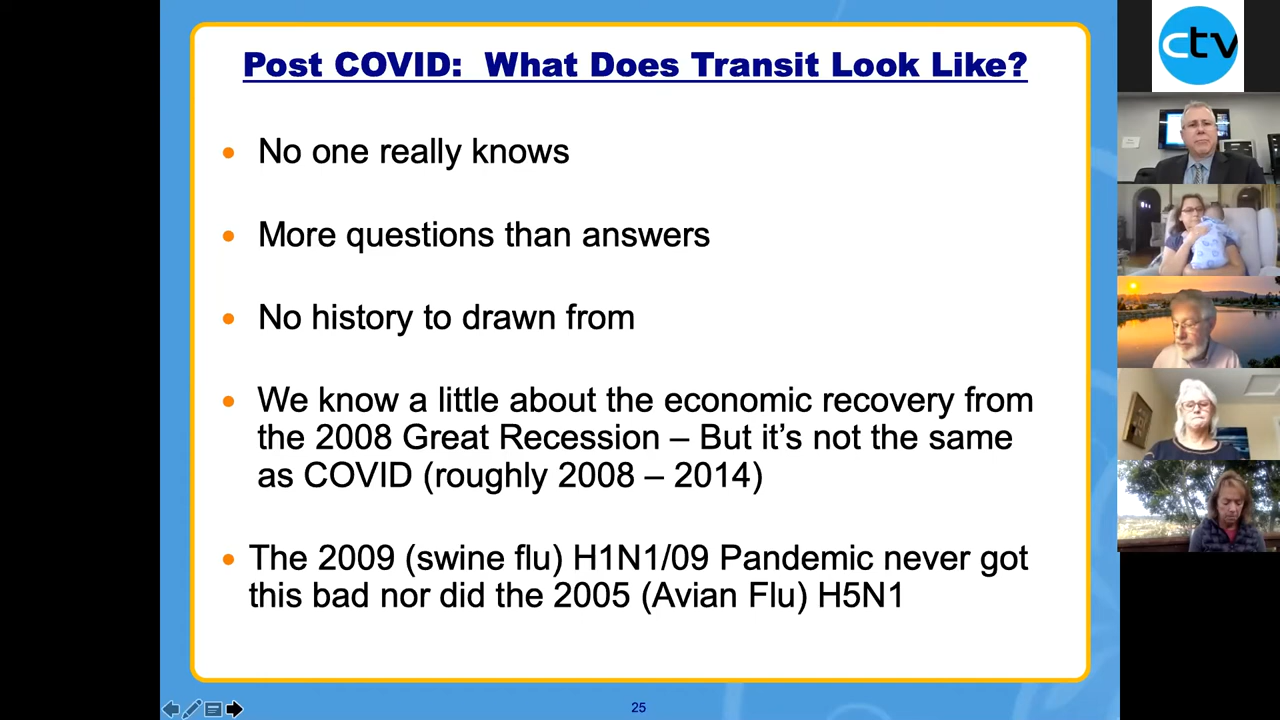 Post COVID: What Does Transit Look Like?
• No one really knows
• More questions than answers
• No history to drawn from
• We know a little about the economic recovery from
the 2008 Great Recession – But it’s not the same
as COVID (roughly 2008 – 2014)
• The 2009 (swine flu) H1N1/09 Pandemic never got
this bad nor did the 2005 (Avian Flu) H5N1
25
ctv